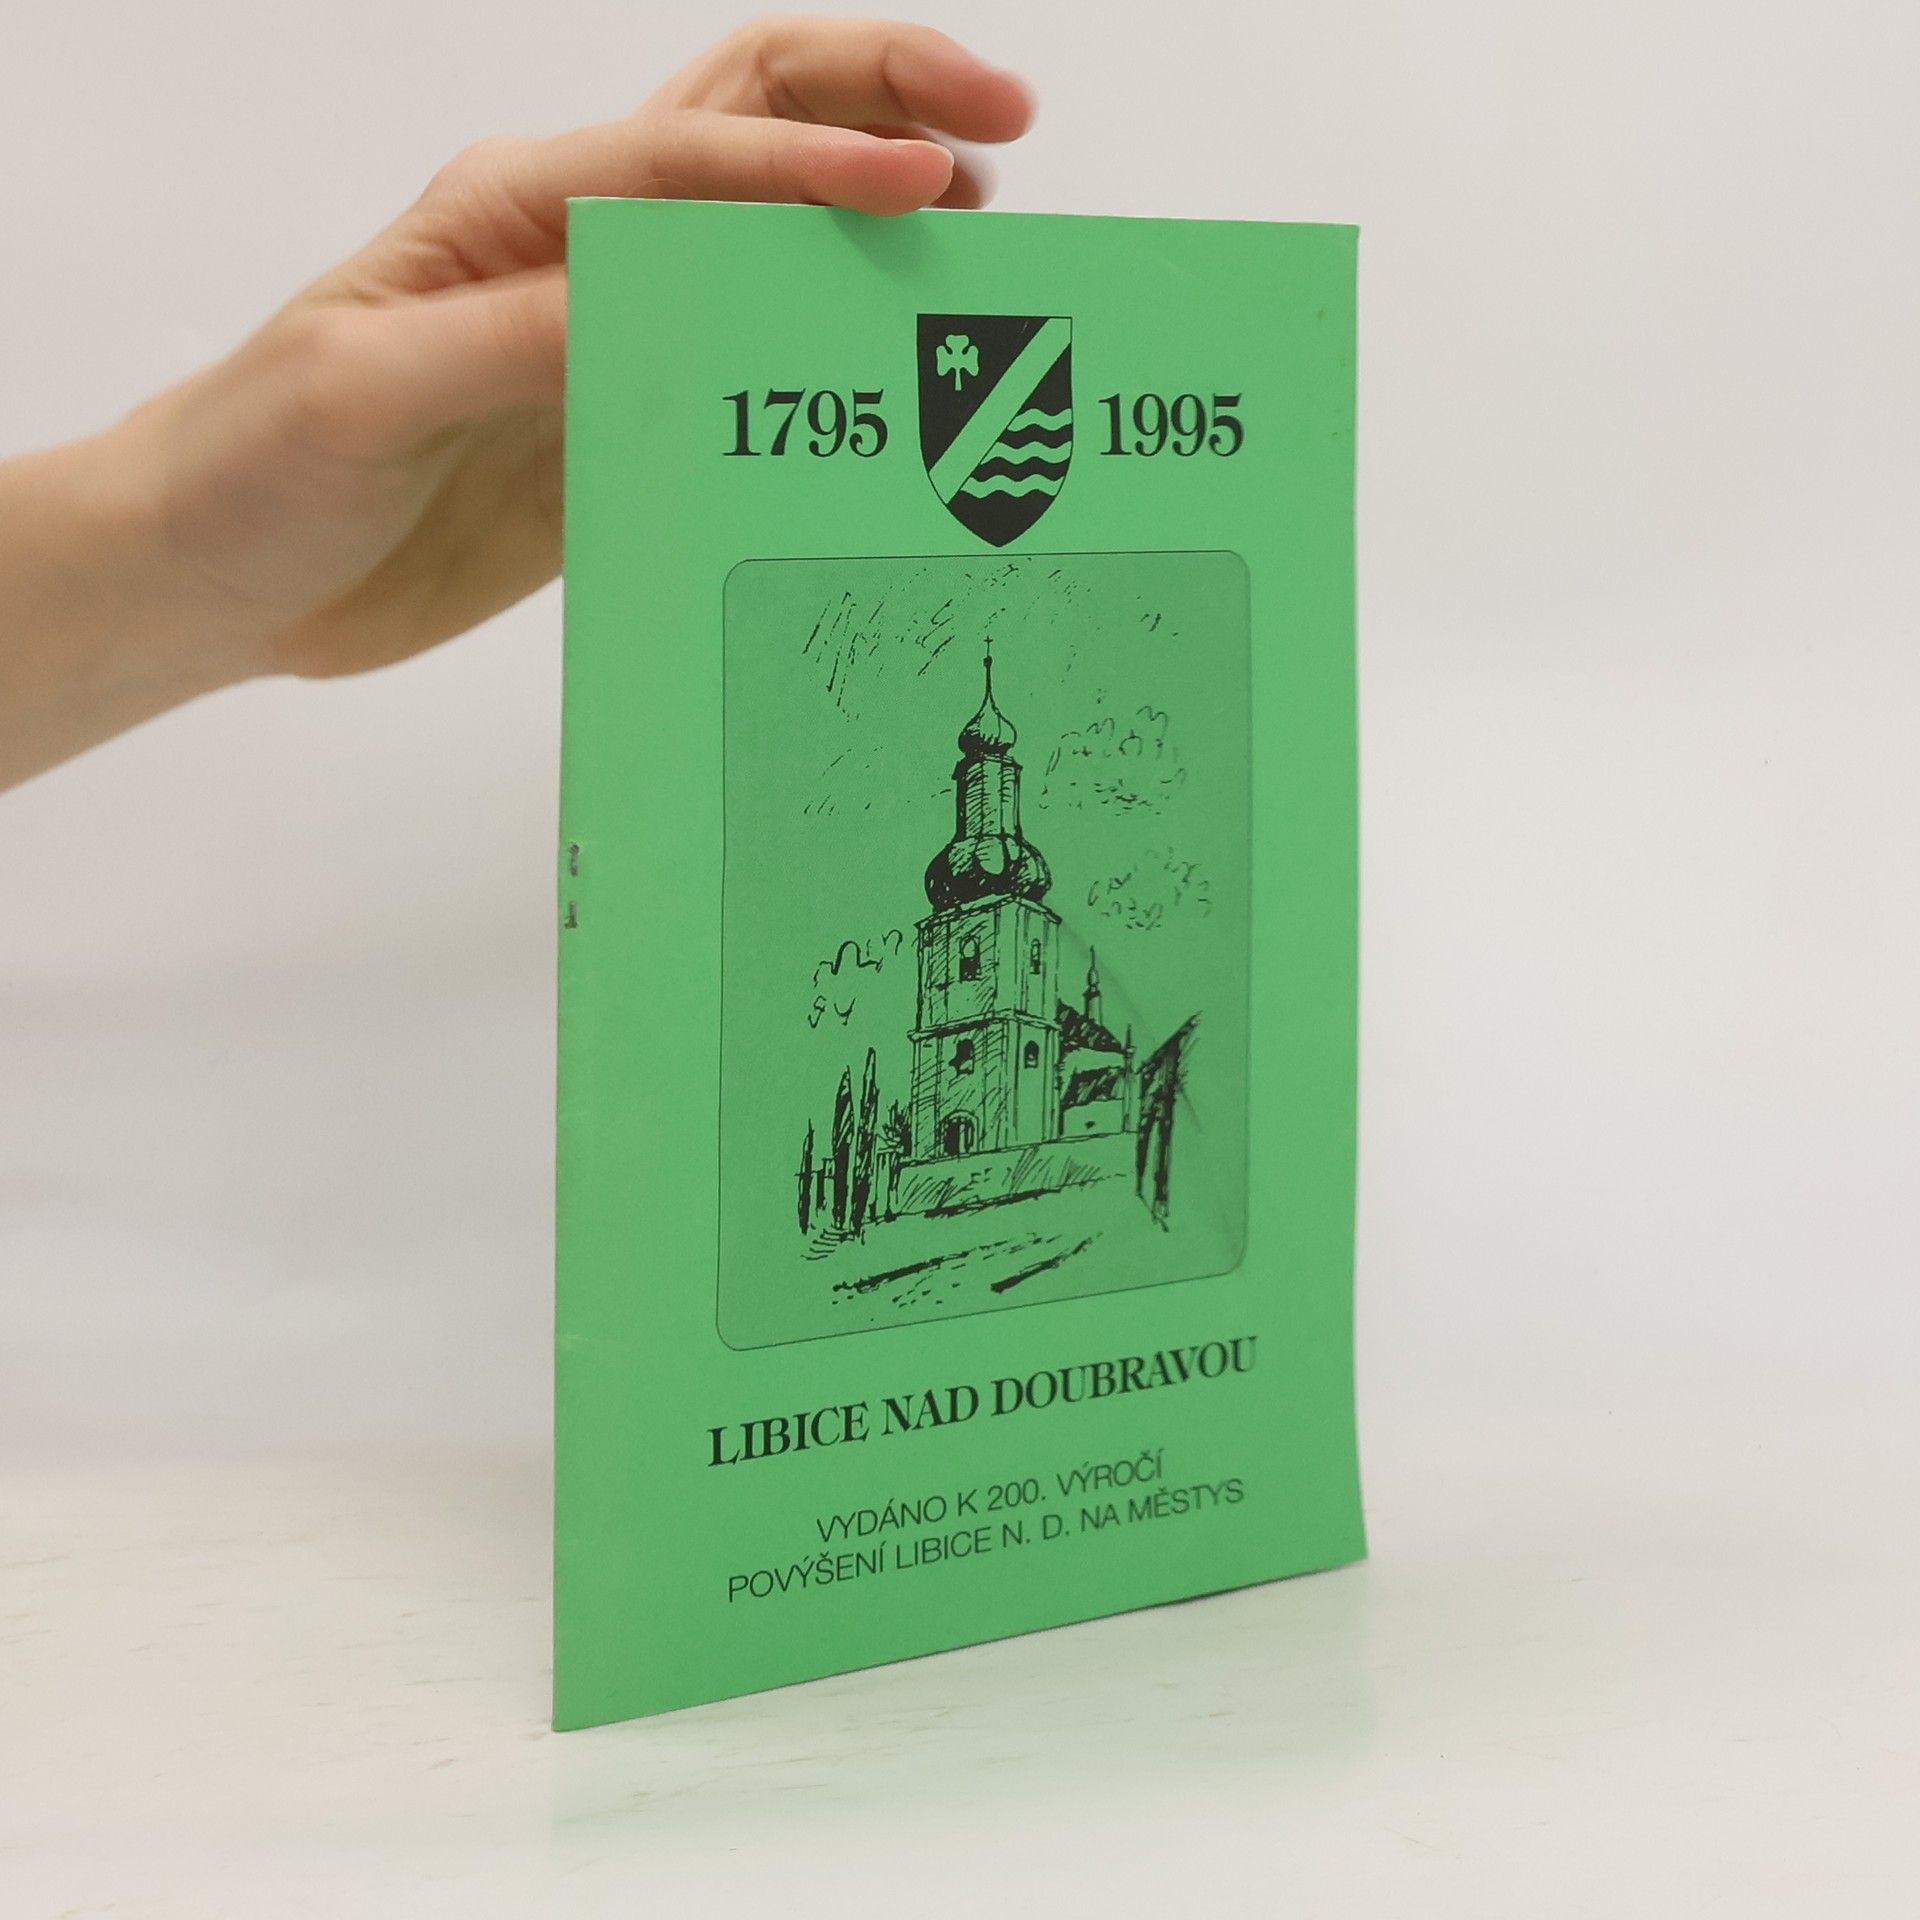 1795 1995
LIBICE NAD DOUBRAVOU
VYDÁNO K 200. VÝROČÍ
POVÝŠENÍ LIBICE N. D. NA MĚSTYS